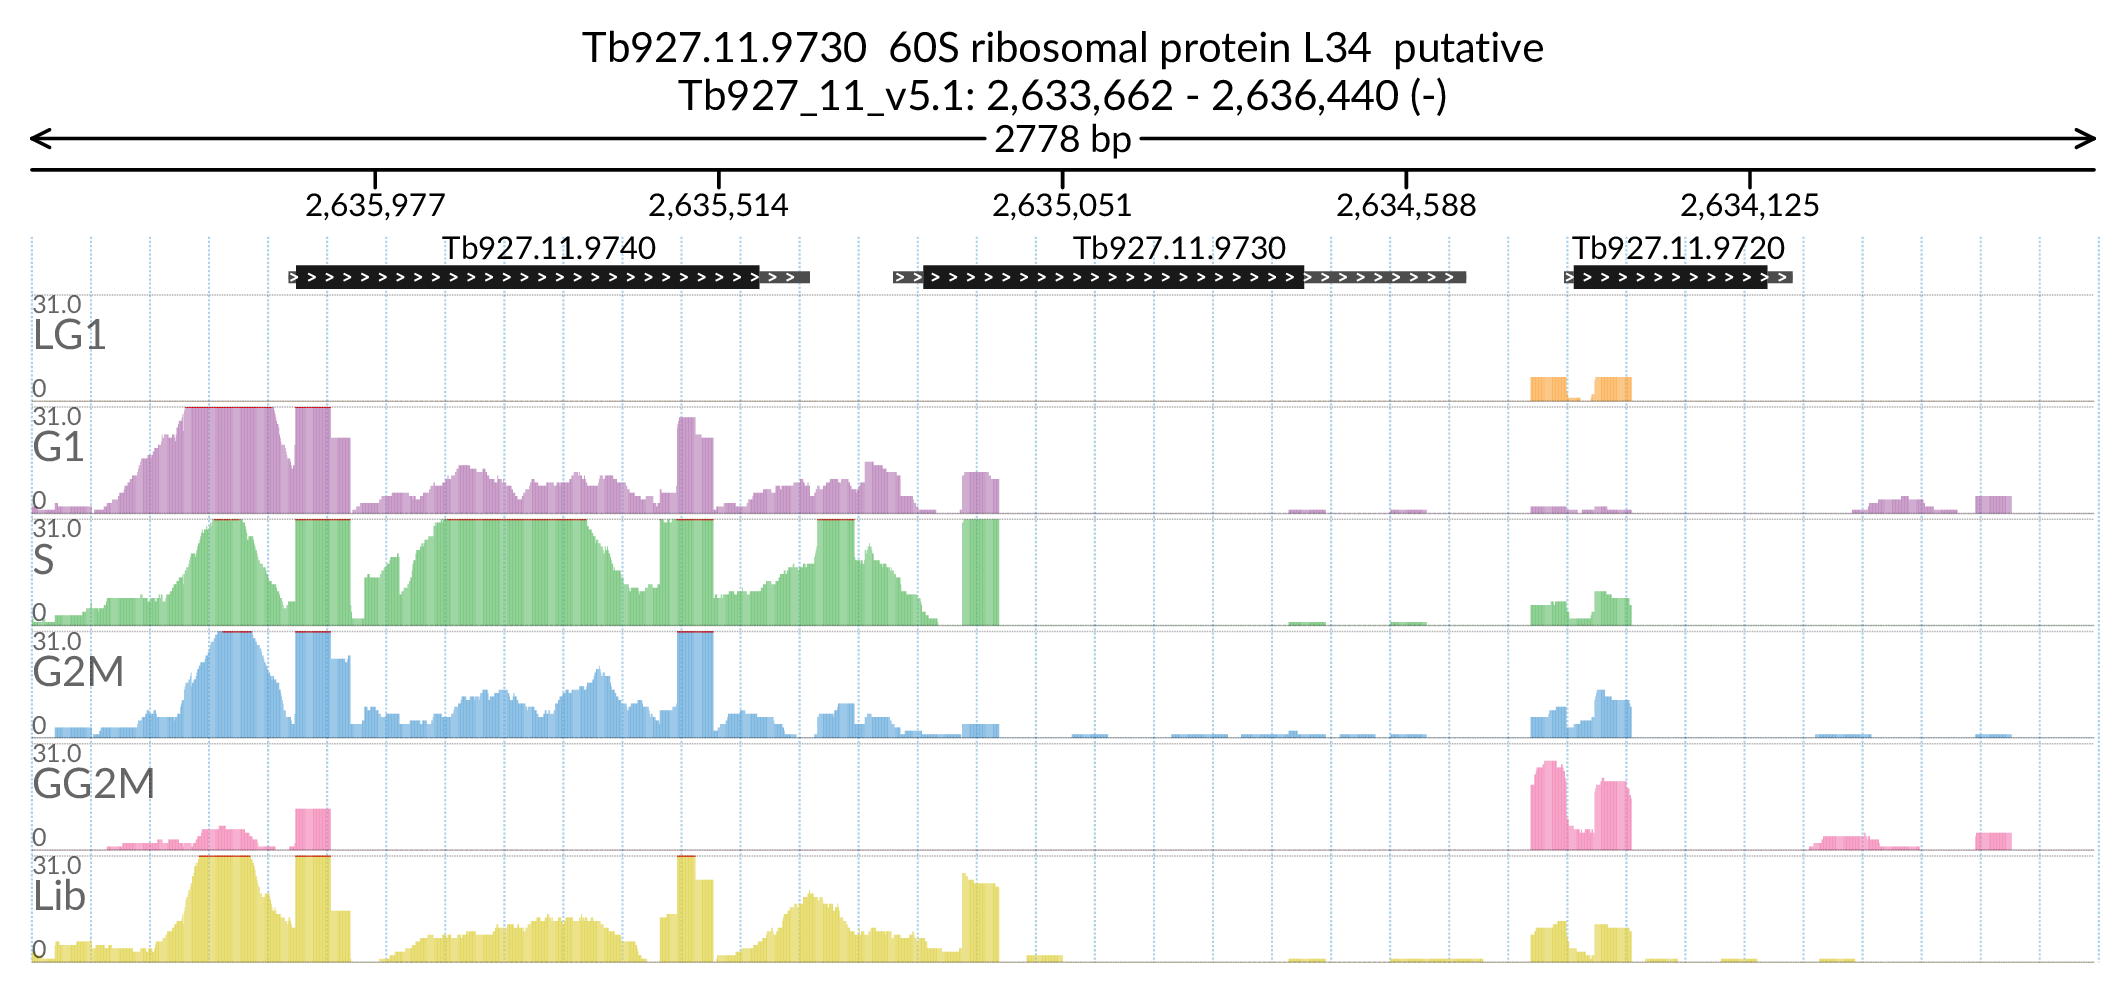 Tb927.11.9730 60S ribosomal protein L34 putative
Tb927_11_v5.1: 2,633,662 - 2,636,440 (-)
2778 bp
2,635,977 2,635,514 2,635,051 2,634,588 2,634,125
Tb927.11.9740 Tb927.11.9730 Tb927.11.9720
31.0
LG1
0
31.0
G1
0
31.0
S
0
31.0
G2M
0
31.0
GG2M
0
31.0
Lib
0